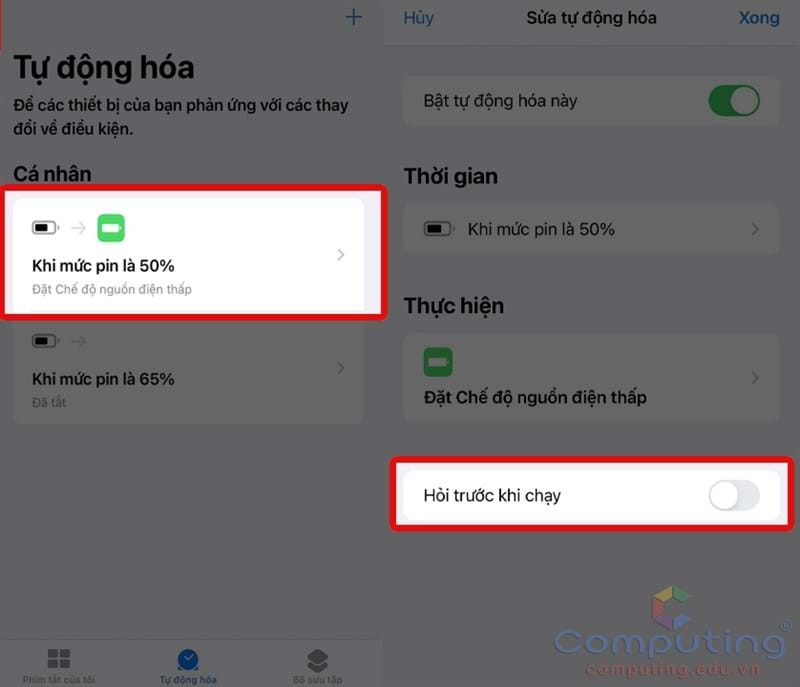 Tự động hóa
Để các thiết bị của bạn phản ứng với các thay
đổi về điều kiện.
Cá nhân
Khi mức pin là 50%
Đặt Chế độ nguồn điện thấp
Khi mức pin là 65%
Đã tắt
Phím tắt của tôi
Tự động hóa
Bộ sưu tập
Hủy
Sửa tự động hóa
Xong
Bật tự động hóa này
Thời gian
Khi mức pin là 50%
Thực hiện
Đặt Chế độ nguồn điện thấp
Hỏi trước khi chạy
Computing®
computing.edu.vn